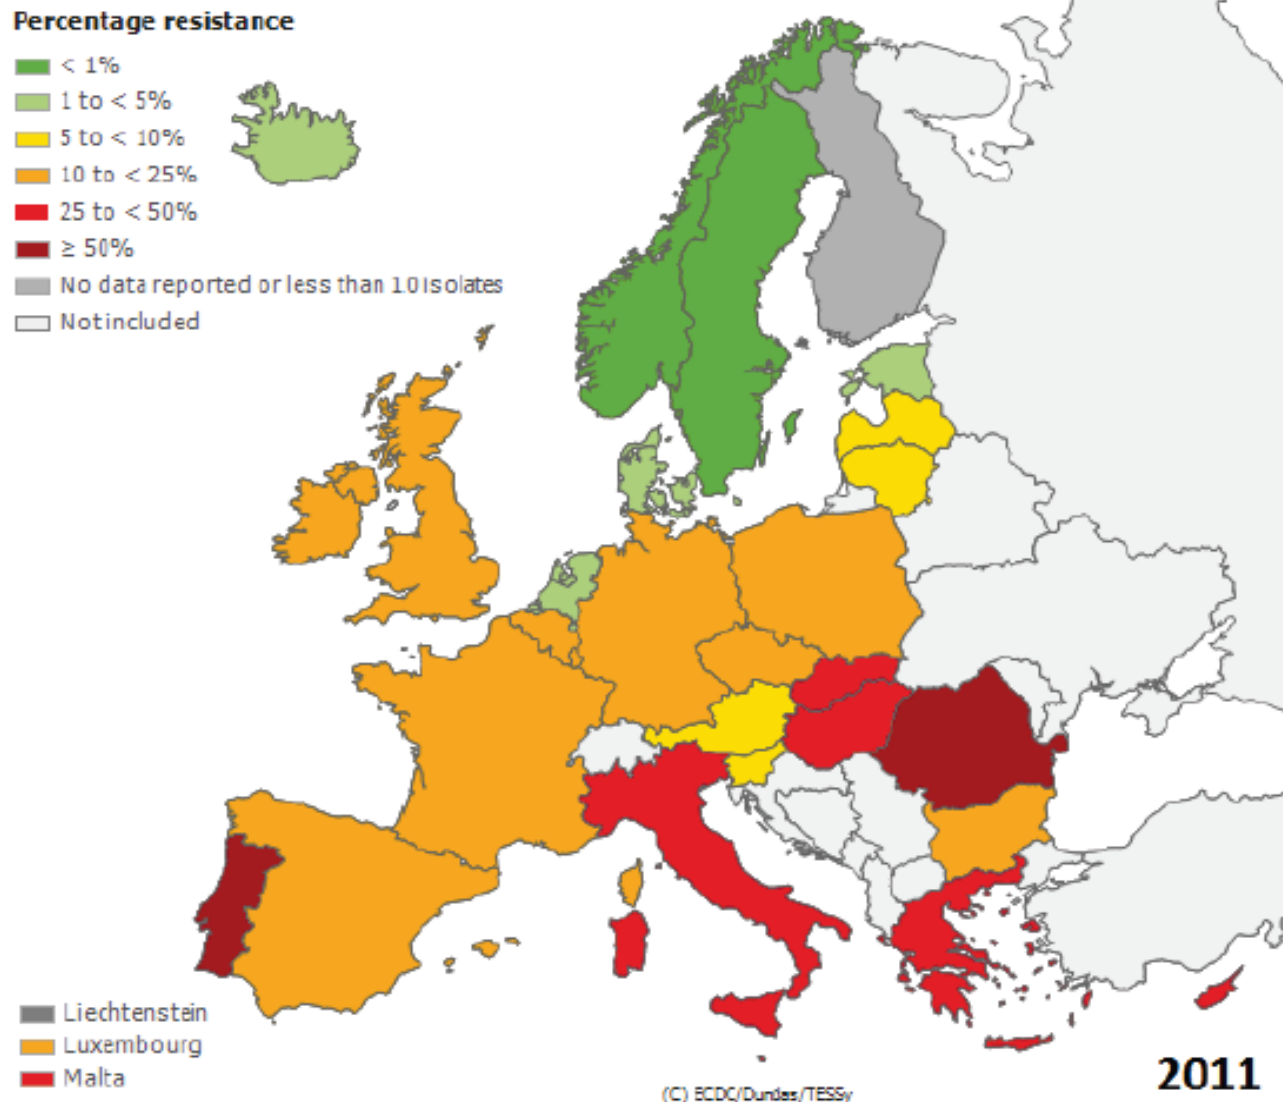 Percentage resistance
< 1%
1 to < 5%
5 to < 10%
10 to < 25%
25 to < 50%
≥ 50%
No data reported or less than 10 isolates
Not included
Liechtenstein
Luxembourg
Malta
(C) ECDC/Dundas/TESSy
2011